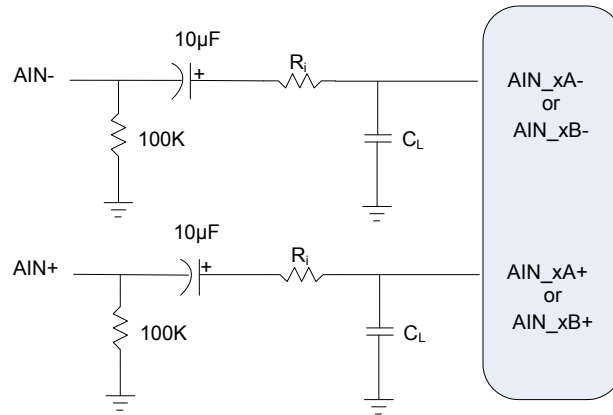 10µF
+
Ri
AIN-
100K
CL
AIN_xA-
or
AIN_xB-
10µF
+
Ri
AIN+
100K
CL
AIN_xA+
or
AIN_xB+